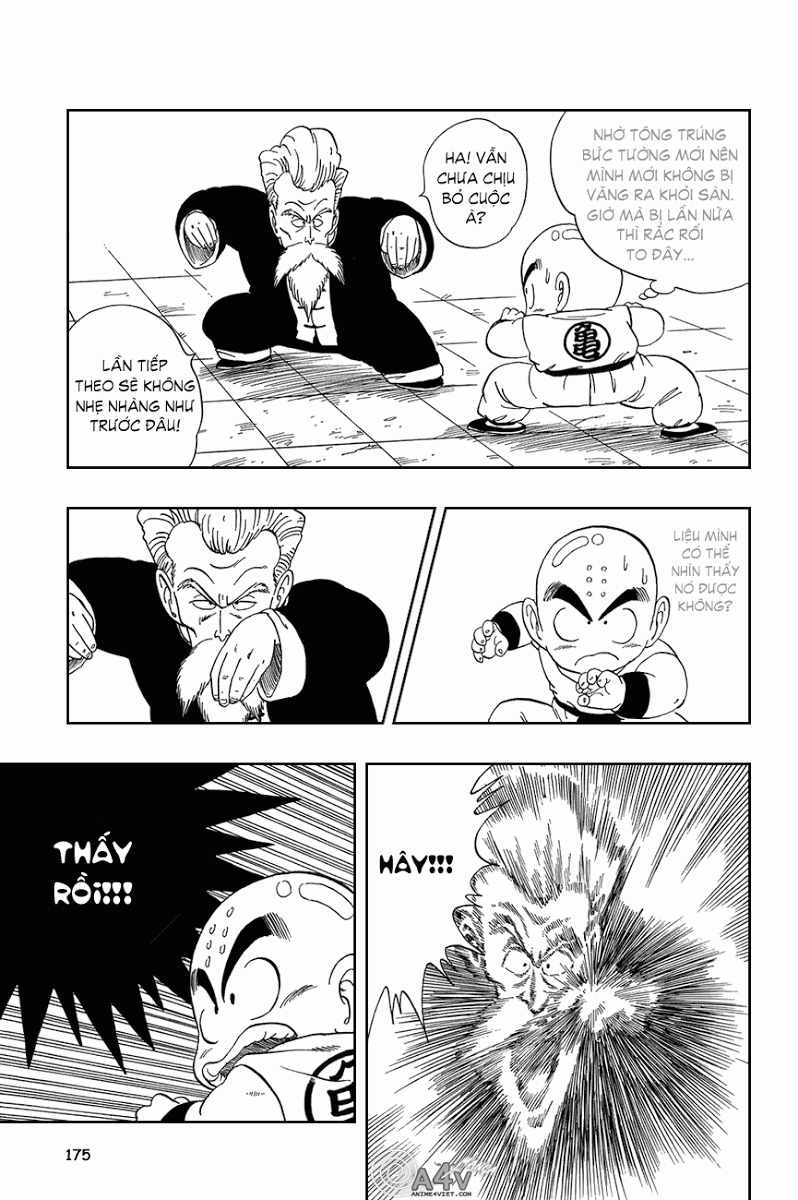 NHỜ TÔNG TRÚNG
BỨC TƯỜNG MỚI NÊN
MÌNH MỚI KHÔNG BỊ
VĂNG RA KHỎI SÀN.
GIỜ MÀ BỊ LẦN NỮA
THÌ RẮC RỐI
TO ĐÂY...
HA! VẪN
CHƯA CHỊU
BỎ CUỘC
À?
亀
LẦN TIẾP
THEO SẼ KHÔNG
NHẸ NHÀNG NHƯ
TRƯỚC ĐÂU!
LIỆU MÌNH
CÓ THỂ
NHÌN THẤY
NÓ ĐƯỢC
KHÔNG?
HÂY!!!
THẤY
RỒI!!!
175
A4V
ANIME4VIET.COM